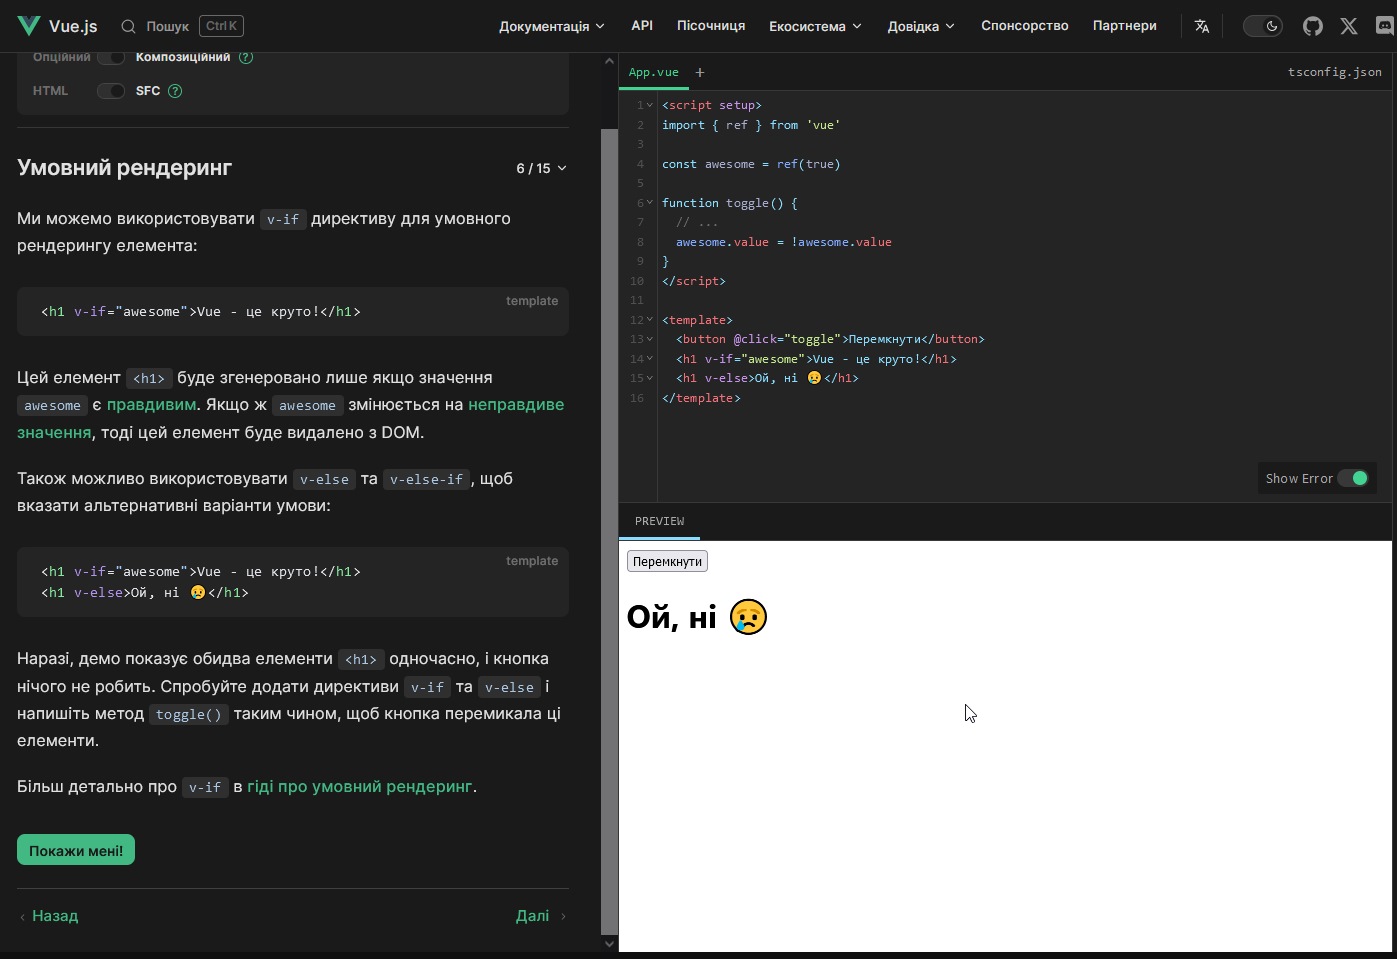 Vue.js
Пошук
Ctrl K
Документація
API
Пісочниця
Екосистема
Довідка
Спонсорство
Партнери
Опційний
Композиційний
HTML
SFC
Умовний рендеринг
6 / 15
Ми можемо використовувати v-if директиву для умовного
рендерингу елемента:
template
<h1 v-if="awesome">Vue - це круто!</h1>
Цей елемент <h1> буде згенеровано лише якщо значення
awesome є правдивим. Якщо ж awesome змінюється на неправдиве
значення, тоді цей елемент буде видалено з DOM.
Також можливо використовувати v-else та v-else-if, щоб
вказати альтернативні варіанти умови:
template
<h1 v-if="awesome">Vue - це круто!</h1>
<h1 v-else>Ой, ні 😢</h1>
Наразі, демо показує обидва елементи <h1> одночасно, і кнопка
нічого не робить. Спробуйте додати директиви v-if та v-else і
напишіть метод toggle() таким чином, щоб кнопка перемикала ці
елементи.
Більш детально про v-if в гіді про умовний рендеринг.
Покажи мені!
Назад
Далі
App.vue
+
tsconfig.json
1 <script setup>
2 import { ref } from 'vue'
3
4 const awesome = ref(true)
5
6 function toggle() {
7   // ...
8   awesome.value = !awesome.value
9 }
10 </script>
11
12 <template>
13   <button @click="toggle">Перемкнути</button>
14   <h1 v-if="awesome">Vue - це круто!</h1>
15   <h1 v-else>Ой, ні 😢</h1>
16 </template>
Show Error
PREVIEW
Перемкнути
Ой, ні 😢